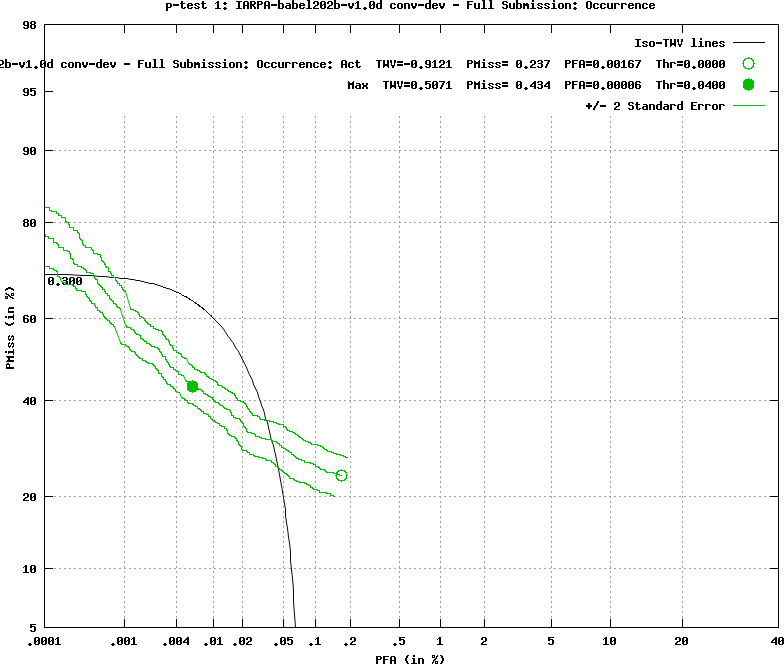 p-test 1: IARPA-babel202b-v1.0d conv-dev - Full Submission: Occurrence
98
Iso-TWV lines
2b-v1.0d conv-dev - Full Submission: Occurrence: Act TWV=-0.9121 PMiss= 0.237 PFA=0.00167 Thr=0.0000
Max TWV=0.5071 PMiss= 0.434 PFA=0.00006 Thr=0.0400
95
+/- 2 Standard Error
90
80
0.300
60
PMiss (in %)
40
20
10
5
.0001 .001 .004 .01 .02 .05 .1 .2 .5 1 2 5 10 20 40
PFA (in %)